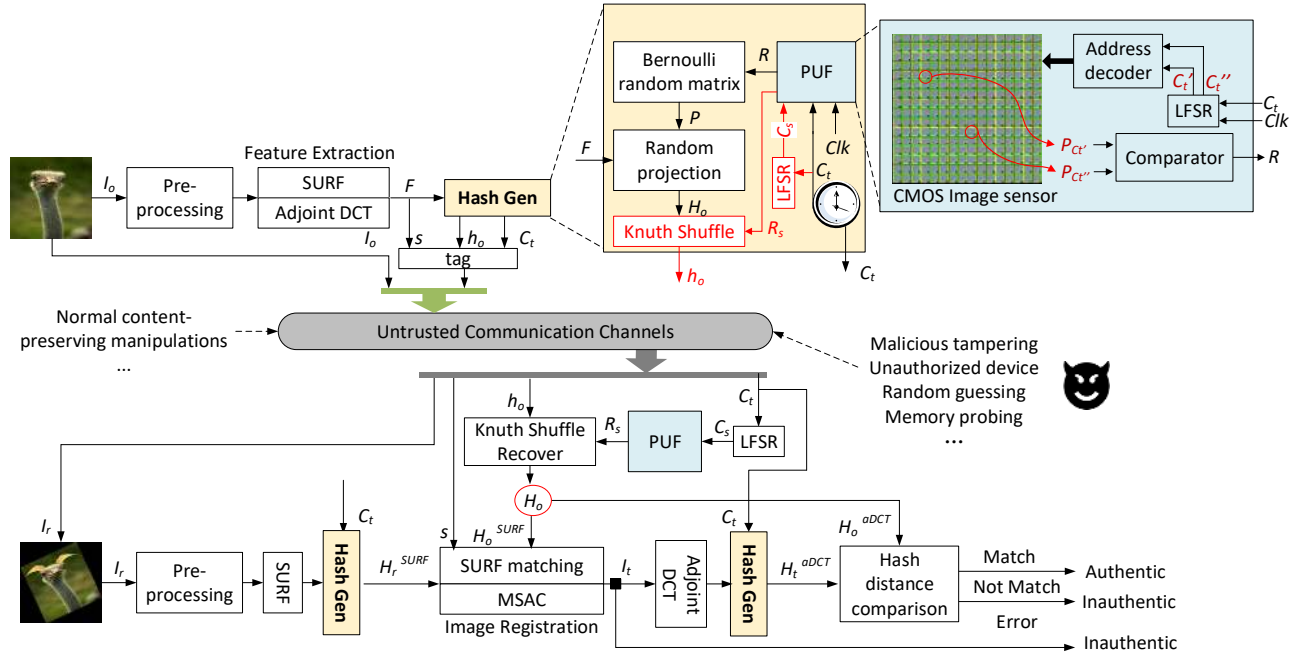 I_o
Pre-
processing
Feature Extraction
SURF
Adjoint DCT
F
Hash Gen
I_o
s
h_o
C_t
tag
Bernoulli
random matrix
R
PUF
P
F
Random
projection
C_s
LFSR
Clk
C_t
H_o
Knuth Shuffle
R_s
h_o
C_t
Address
decoder
C_t'
C_t''
LFSR
C_t
Clk
P_Ct'
P_Ct''
Comparator
R
CMOS Image sensor
Normal content-
preserving manipulations
...
Untrusted Communication Channels
Malicious tampering
Unauthorized device
Random guessing
Memory probing
...
h_o
C_t
Knuth Shuffle
Recover
R_s
PUF
C_s
LFSR
H_o
I_r
I_r
Pre-
processing
SURF
C_t
Hash Gen
H_r^SURF
s
H_o^SURF
SURF matching
MSAC
Image Registration
I_t
Adjoint
DCT
C_t
Hash Gen
H_t^aDCT
H_o^aDCT
Hash
distance
comparison
Match
Authentic
Not Match
Inauthentic
Error
Inauthentic